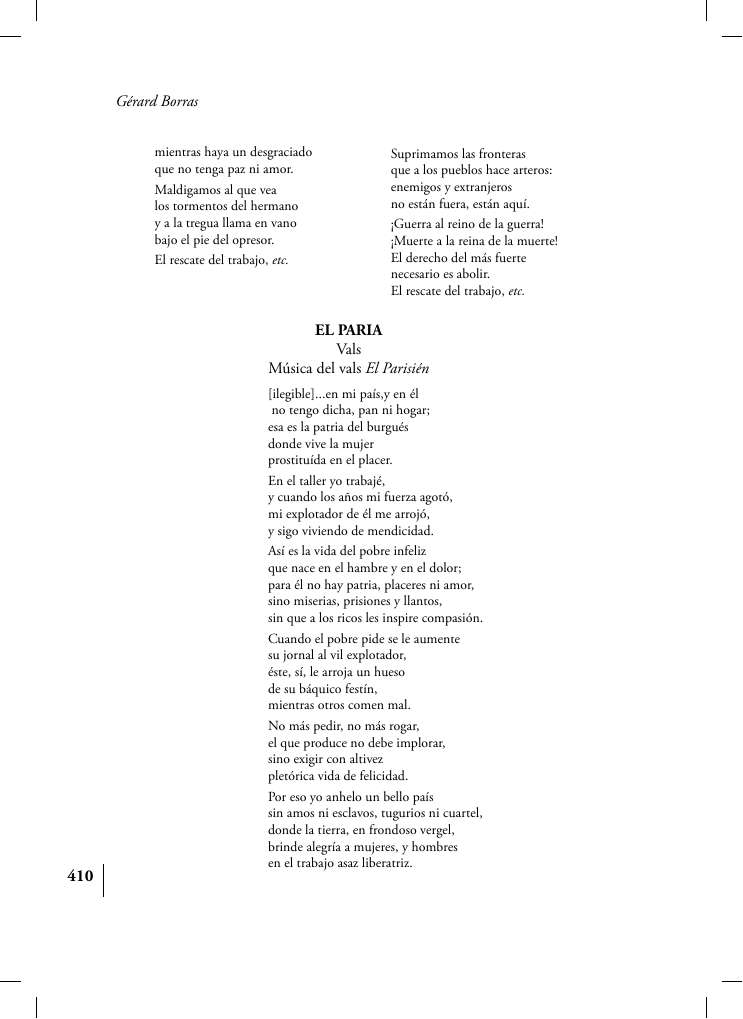 Gérard Borras
mientras haya un desgraciado
que no tenga paz ni amor.
Maldigamos al que vea
los tormentos del hermano
y a la tregua llama en vano
bajo el pie del opresor.
El rescate del trabajo, etc.
Suprimamos las fronteras
que a los pueblos hace arteros:
enemigos y extranjeros
no están fuera, están aquí.
¡Guerra al reino de la guerra!
¡Muerte a la reina de la muerte!
El derecho del más fuerte
necesario es abolir.
El rescate del trabajo, etc.
EL PARIA
Vals
Música del vals El Parisién
[ilegible]...en mi país,y en él
no tengo dicha, pan ni hogar;
esa es la patria del burgués
donde vive la mujer
prostituída en el placer.
En el taller yo trabajé,
y cuando los años mi fuerza agotó,
mi explotador de él me arrojó,
y sigo viviendo de mendicidad.
Así es la vida del pobre infeliz
que nace en el hambre y en el dolor;
para él no hay patria, placeres ni amor,
sino miserias, prisiones y llantos,
sin que a los ricos les inspire compasión.
Cuando el pobre pide se le aumente
su jornal al vil explotador,
éste, sí, le arroja un hueso
de su báquico festín,
mientras otros comen mal.
No más pedir, no más rogar,
el que produce no debe implorar,
sino exigir con altivez
pletórica vida de felicidad.
Por eso yo anhelo un bello país
sin amos ni esclavos, tugurios ni cuartel,
donde la tierra, en frondoso vergel,
brinde alegría a mujeres, y hombres
en el trabajo asaz liberatriz.
410